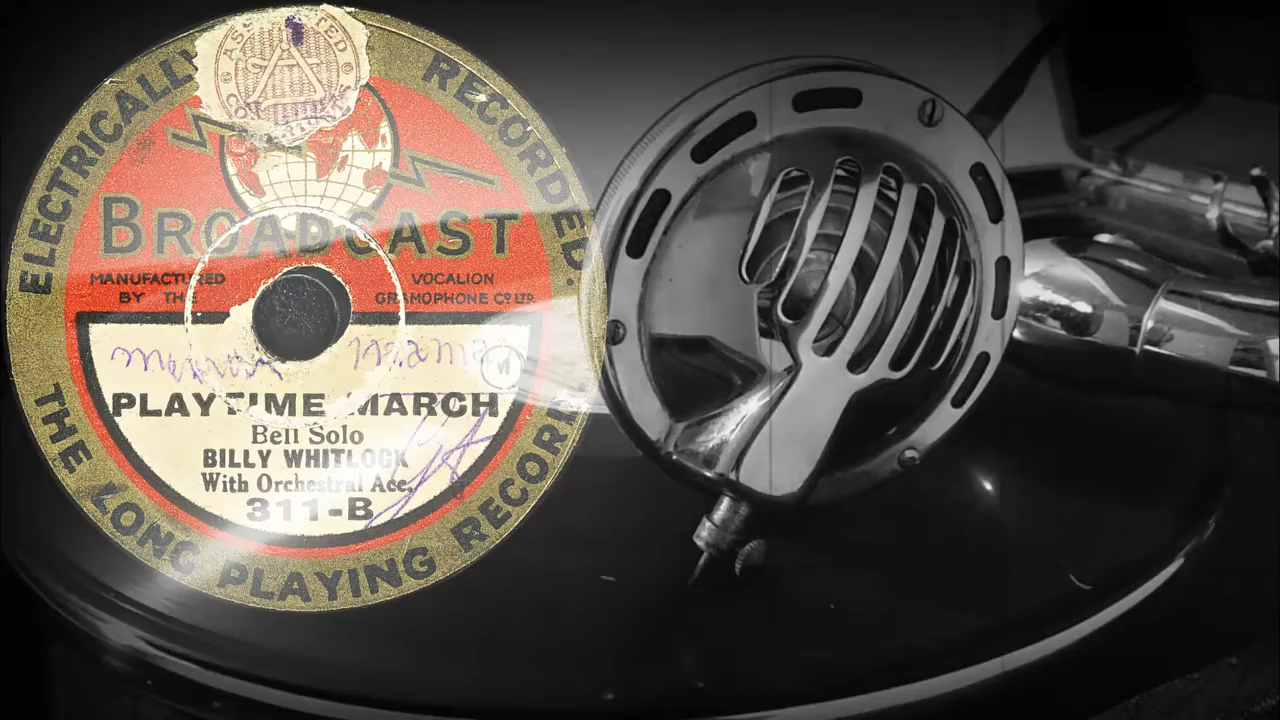 ELECTRICALLY RECORDED.
BROADCAST
MANUFACTURED BY THE
VOCALION GRAMOPHONE Cº LTD.
PLAYTIME MARCH
Bell Solo
BILLY WHITLOCK
With Orchestral Acc.
311-B
THE LONG PLAYING RECORD